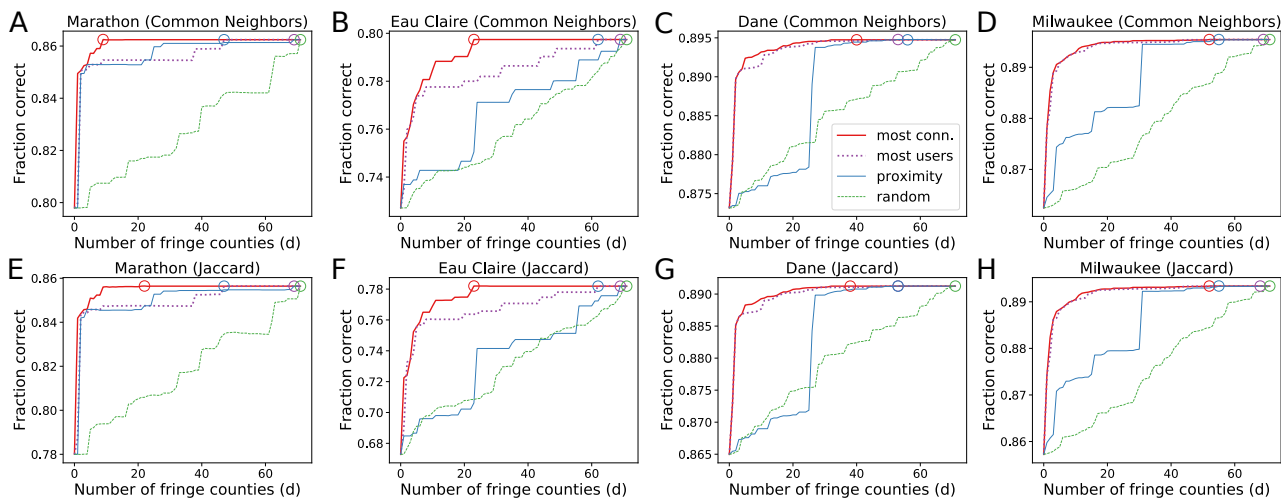 A Marathon (Common Neighbors)
Fraction correct
0.86
0.84
0.82
0.80
0 20 40 60
Number of fringe counties (d)
B Eau Claire (Common Neighbors)
Fraction correct
0.80
0.78
0.76
0.74
0 20 40 60
Number of fringe counties (d)
C Dane (Common Neighbors)
Fraction correct
0.895
0.890
0.885
0.880
0.875
most conn.
most users
proximity
random
0 20 40 60
Number of fringe counties (d)
D Milwaukee (Common Neighbors)
Fraction correct
0.89
0.88
0.87
0 20 40 60
Number of fringe counties (d)
E Marathon (Jaccard)
Fraction correct
0.86
0.84
0.82
0.80
0.78
0 20 40 60
Number of fringe counties (d)
F Eau Claire (Jaccard)
Fraction correct
0.78
0.76
0.74
0.72
0.70
0.68
0 20 40 60
Number of fringe counties (d)
G Dane (Jaccard)
Fraction correct
0.890
0.885
0.880
0.875
0.870
0.865
0 20 40 60
Number of fringe counties (d)
H Milwaukee (Jaccard)
Fraction correct
0.89
0.88
0.87
0.86
0 20 40 60
Number of fringe counties (d)